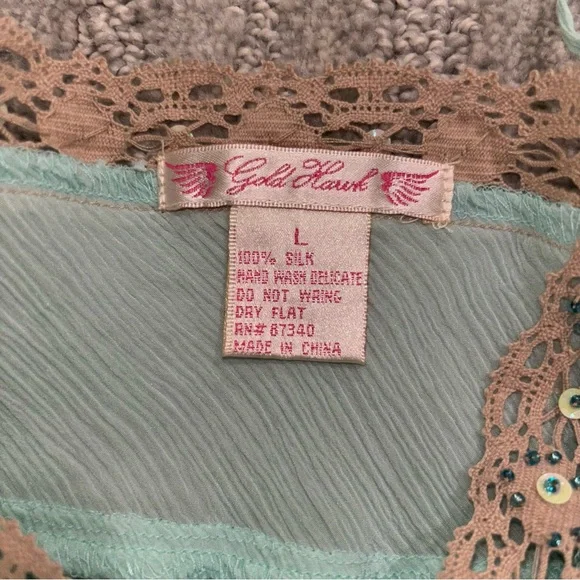 Gold Hawk
L
100% SILK
HAND WASH DELICATE
DO NOT WRING
DRY FLAT
RN# 87340
MADE IN CHINA